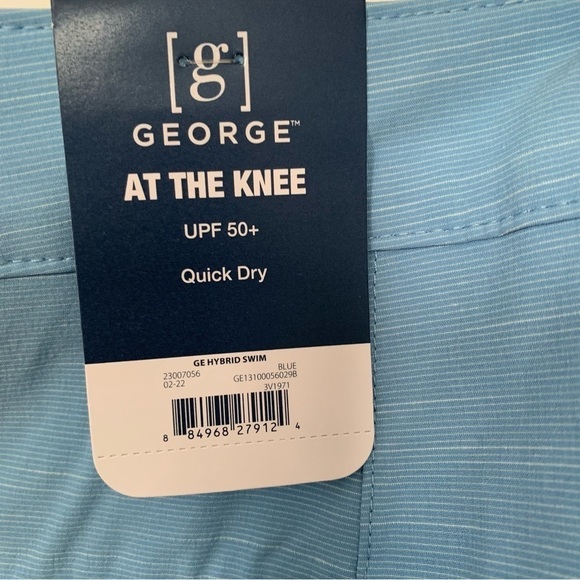 [g]
GEORGE™
AT THE KNEE
UPF 50+
Quick Dry
GE HYBRID SWIM
23007056 BLUE
02-22 GE13100056029B
3V1971
8 84968 27912 4